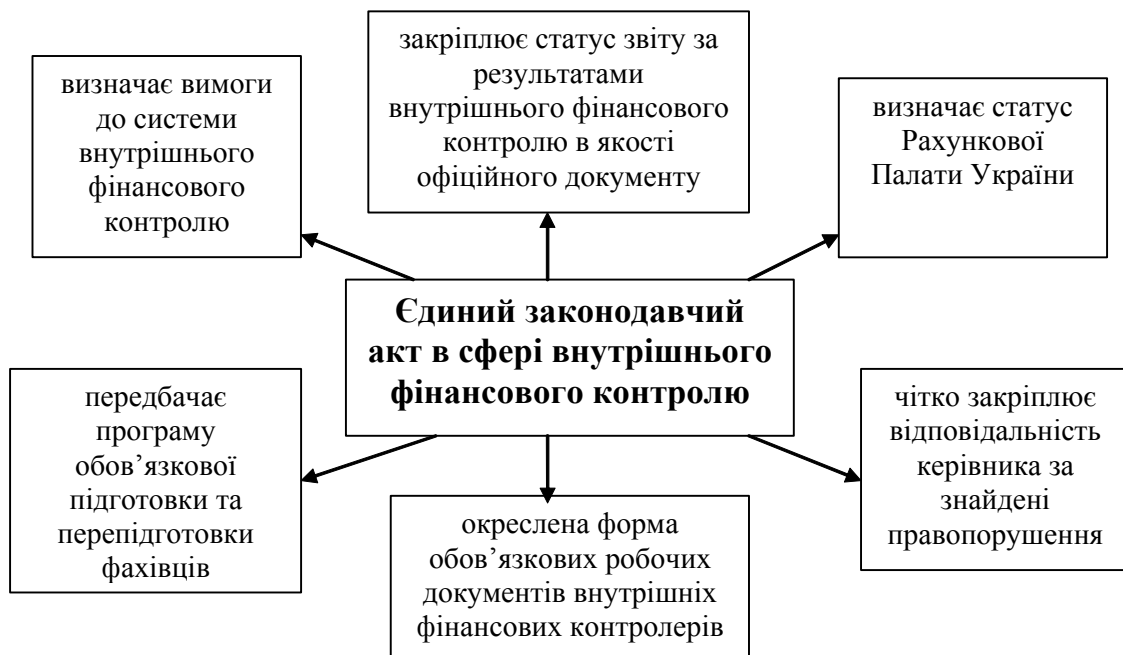 визначає вимоги
до системи
внутрішнього
фінансового
контролю
закріплює статус звіту за
результатами
внутрішнього фінансового
контролю в якості
офіційного документу
визначає статус
Рахункової
Палати України
Єдиний законодавчий
акт в сфері внутрішнього
фінансового контролю
передбачає
програму
обов’язкової
підготовки та
перепідготовки
фахівців
окреслена форма
обов’язкових робочих
документів внутрішніх
фінансових контролерів
чітко закріплює
відповідальність
керівника за
знайдені
правопорушення